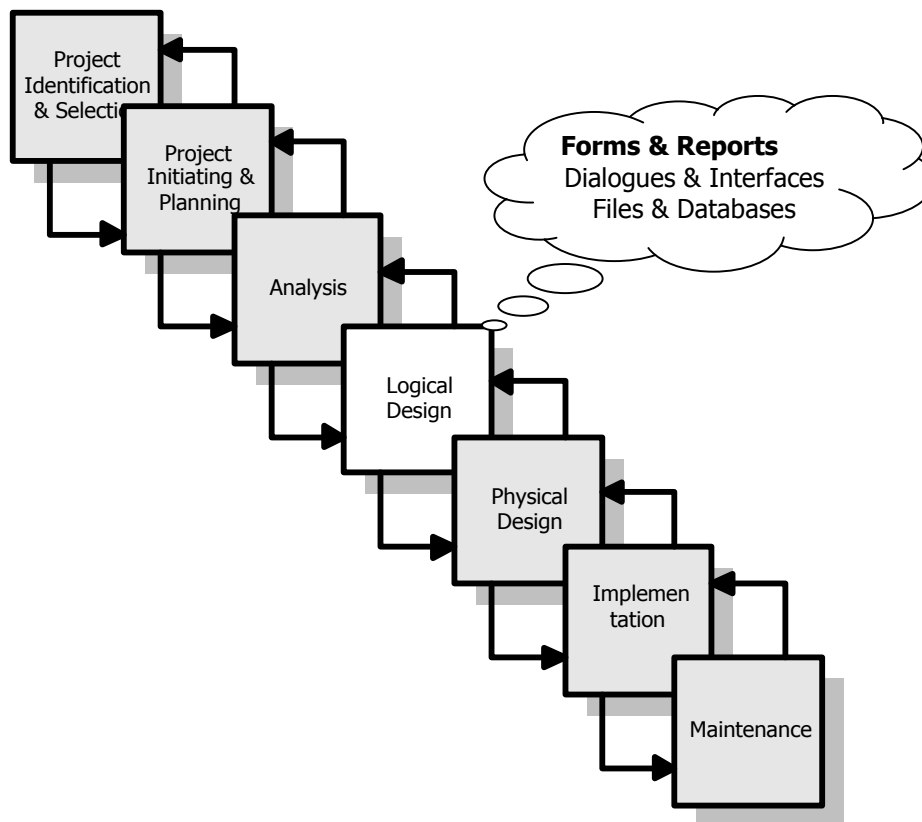 Project
Identification
& Selectio
Project
Initiating &
Planning
Analysis
Logical
Design
Physical
Design
Implemen
tation
Maintenance
Forms & Reports
Dialogues & Interfaces
Files & Databases